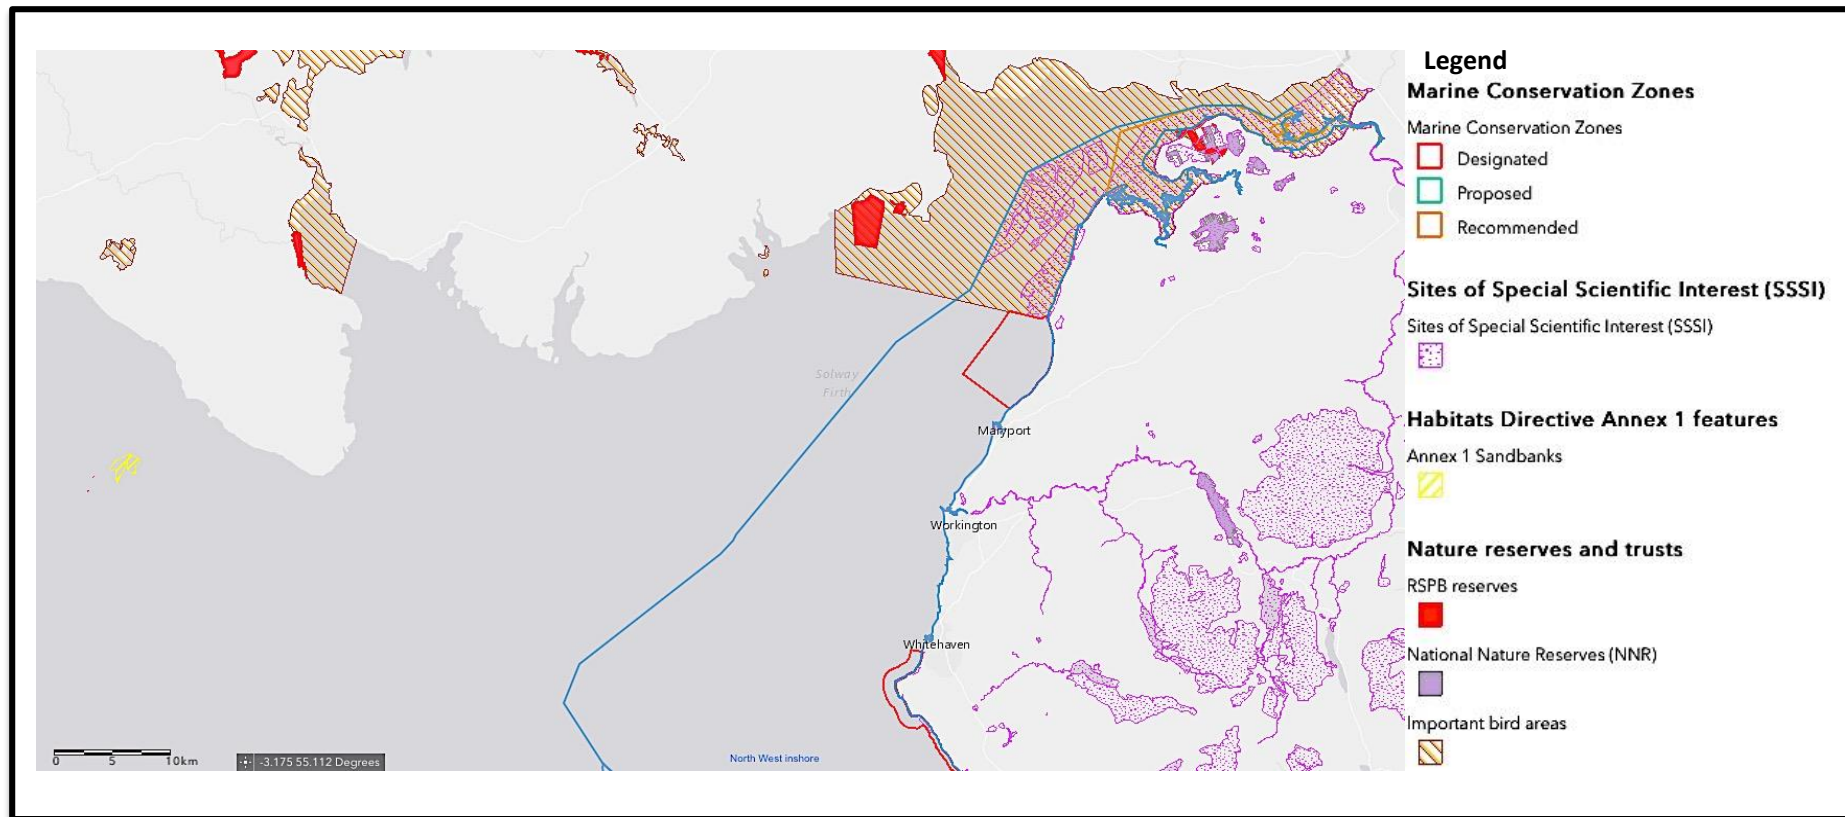 Legend
Marine Conservation Zones
Marine Conservation Zones
Designated
Proposed
Recommended
Sites of Special Scientific Interest (SSSI)
Sites of Special Scientific Interest (SSSI)
Habitats Directive Annex 1 features
Annex 1 Sandbanks
Nature reserves and trusts
RSPB reserves
National Nature Reserves (NNR)
Important bird areas
Solway
Firth
Maryport
Workington
Whitehaven
North West inshore
0 5 10km
-3.175 55.112 Degrees